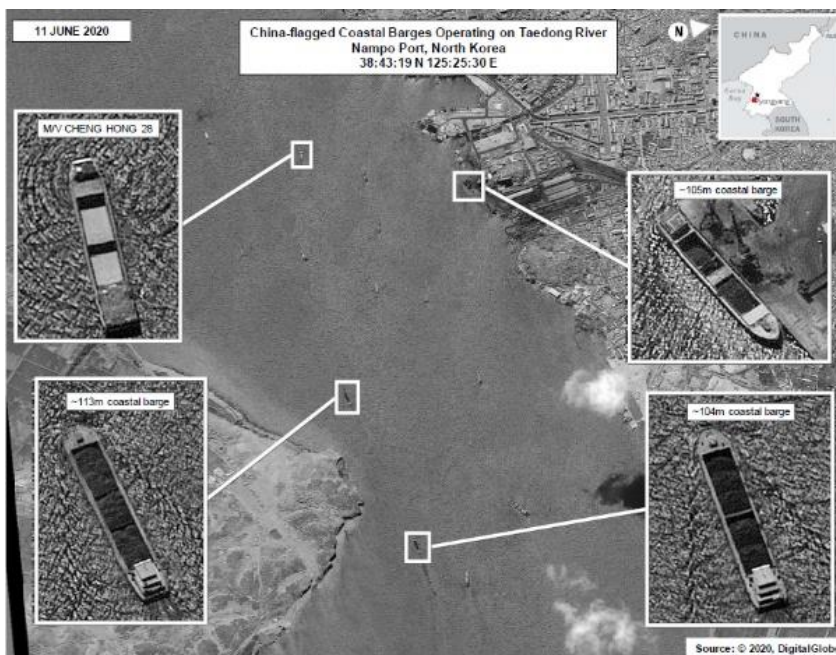 11 JUNE 2020
China-flagged Coastal Barges Operating on Taedong River
Nampo Port, North Korea
38:43:19 N 125:25:30 E
N
CHINA
Pyongyang
SOUTH
KOREA
M/V CHENG HONG 28
~105m coastal barge
~113m coastal barge
~104m coastal barge
Source: © 2020, DigitalGlobe